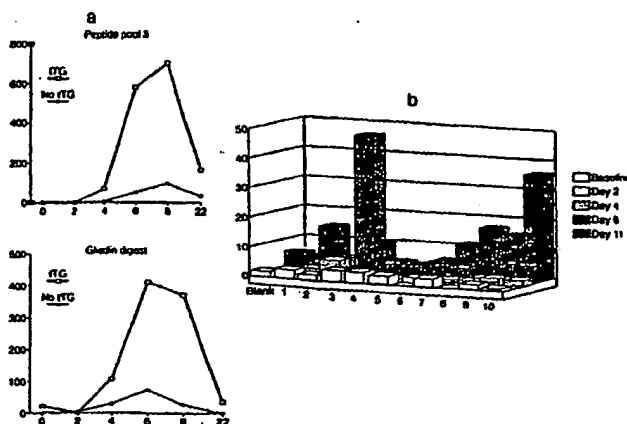 a
Peptide pool 3
800
600
400
200
0
tTG
No tTG
0 2 4 6 8 22
Gliadin digest
500
400
300
200
100
0
tTG
No tTG
0 2 4 6 8 22
b
50
40
30
20
10
0
Blank 1 2 3 4 5 6 7 8 9 10
Baseline
Day 2
Day 4
Day 6
Day 11